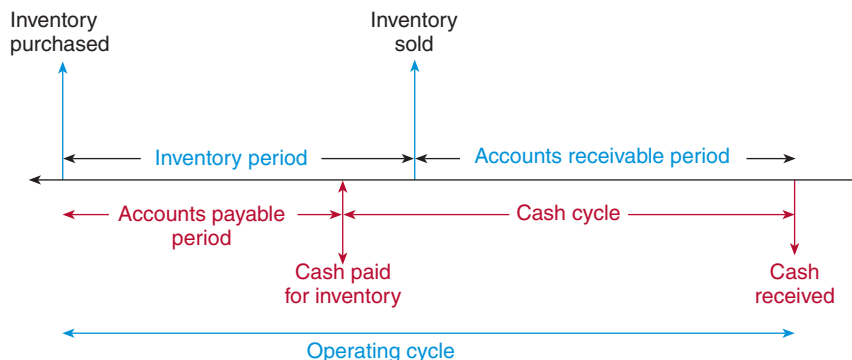 Inventory
purchased
Inventory
sold
Inventory period
Accounts receivable period
Accounts payable
period
Cash cycle
Cash paid
for inventory
Cash
received
Operating cycle